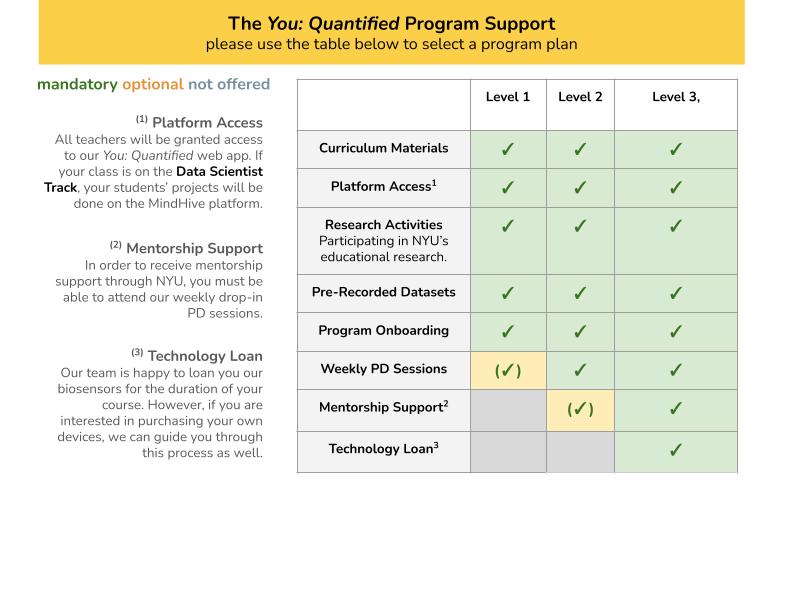 The You: Quantified Program Support
please use the table below to select a program plan
mandatory optional not offered
(1) Platform Access
All teachers will be granted access
to our You: Quantified web app. If
your class is on the Data Scientist
Track, your students’ projects will be
done on the MindHive platform.
(2) Mentorship Support
In order to receive mentorship
support through NYU, you must be
able to attend our weekly drop-in
PD sessions.
(3) Technology Loan
Our team is happy to loan you our
biosensors for the duration of your
course. However, if you are
interested in purchasing your own
devices, we can guide you through
this process as well.
Level 1 Level 2 Level 3,
Curriculum Materials ✓ ✓ ✓
Platform Access1 ✓ ✓ ✓
Research Activities ✓ ✓ ✓
Participating in NYU’s
educational research.
Pre-Recorded Datasets ✓ ✓ ✓
Program Onboarding ✓ ✓ ✓
Weekly PD Sessions (✓) ✓ ✓
Mentorship Support2 (✓) ✓
Technology Loan3 ✓